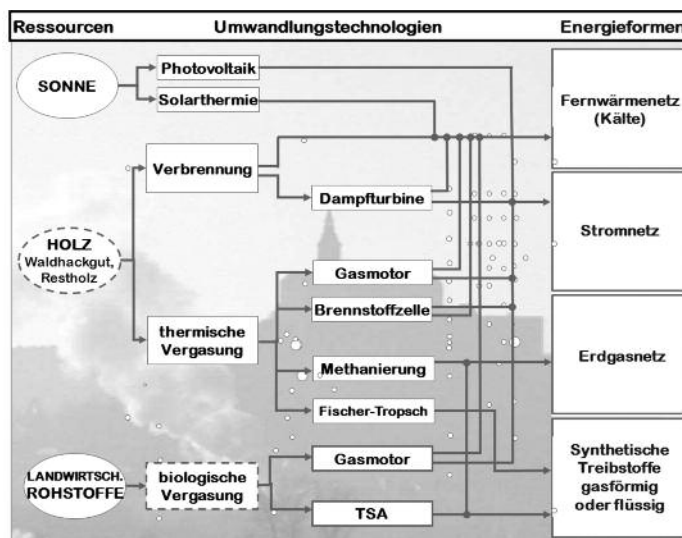 Ressourcen
Umwandlungstechnologien
Energieformen
SONNE
Photovoltaik
Solarthermie
Fernwärmenetz
(Kälte)
Verbrennung
Dampfturbine
Stromnetz
HOLZ
Waldhackgut,
Restholz
Gasmotor
Brennstoffzelle
thermische
Vergasung
Erdgasnetz
Methanierung
Fischer-Tropsch
Gasmotor
LANDWIRTSCH.
ROHSTOFFE
biologische
Vergasung
Synthetische
Treibstoffe
gasförmig
oder flüssig
TSA